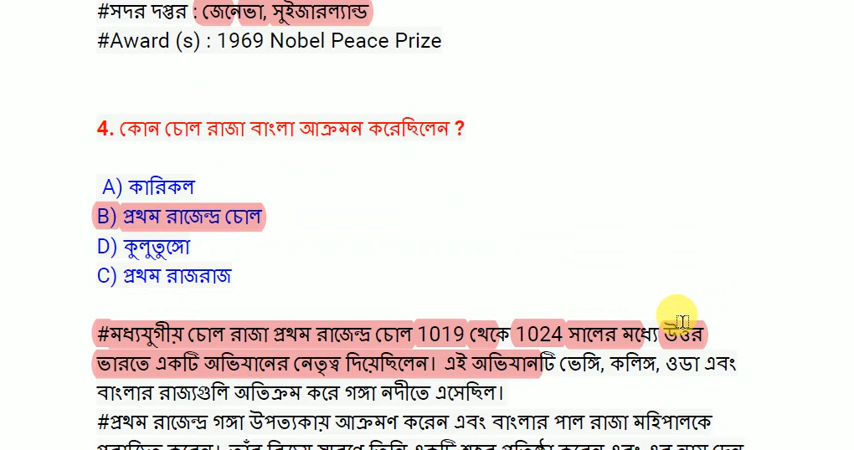 #সদর দপ্তর : জেনেভা, সুইজারল্যান্ড
#Award (s) : 1969 Nobel Peace Prize
4. কোন চোল রাজা বাংলা আক্রমন করেছিলেন ?
A) কারিকল
B) প্রথম রাজেন্দ্র চোল
D) কুলুতুঙ্গো
C) প্রথম রাজরাজ
#মধ্যযুগীয় চোল রাজা প্রথম রাজেন্দ্র চোল 1019 থেকে 1024 সালের মধ্যে উত্তর
ভারতে একটি অভিযানের নেতৃত্ব দিয়েছিলেন। এই অভিযানটি ভেঙ্গি, কলিঙ্গ, ওডা এবং
বাংলার রাজ্যগুলি অতিক্রম করে গঙ্গা নদীতে এসেছিল।
#প্রথম রাজেন্দ্র গঙ্গা উপত্যকায় আক্রমণ করেন এবং বাংলার পাল রাজা মহিপালকে